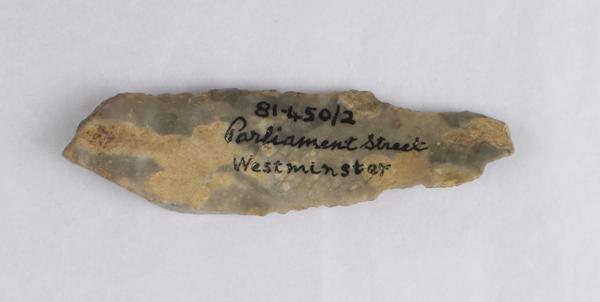 81·450/2
Parliament Street
Westminster